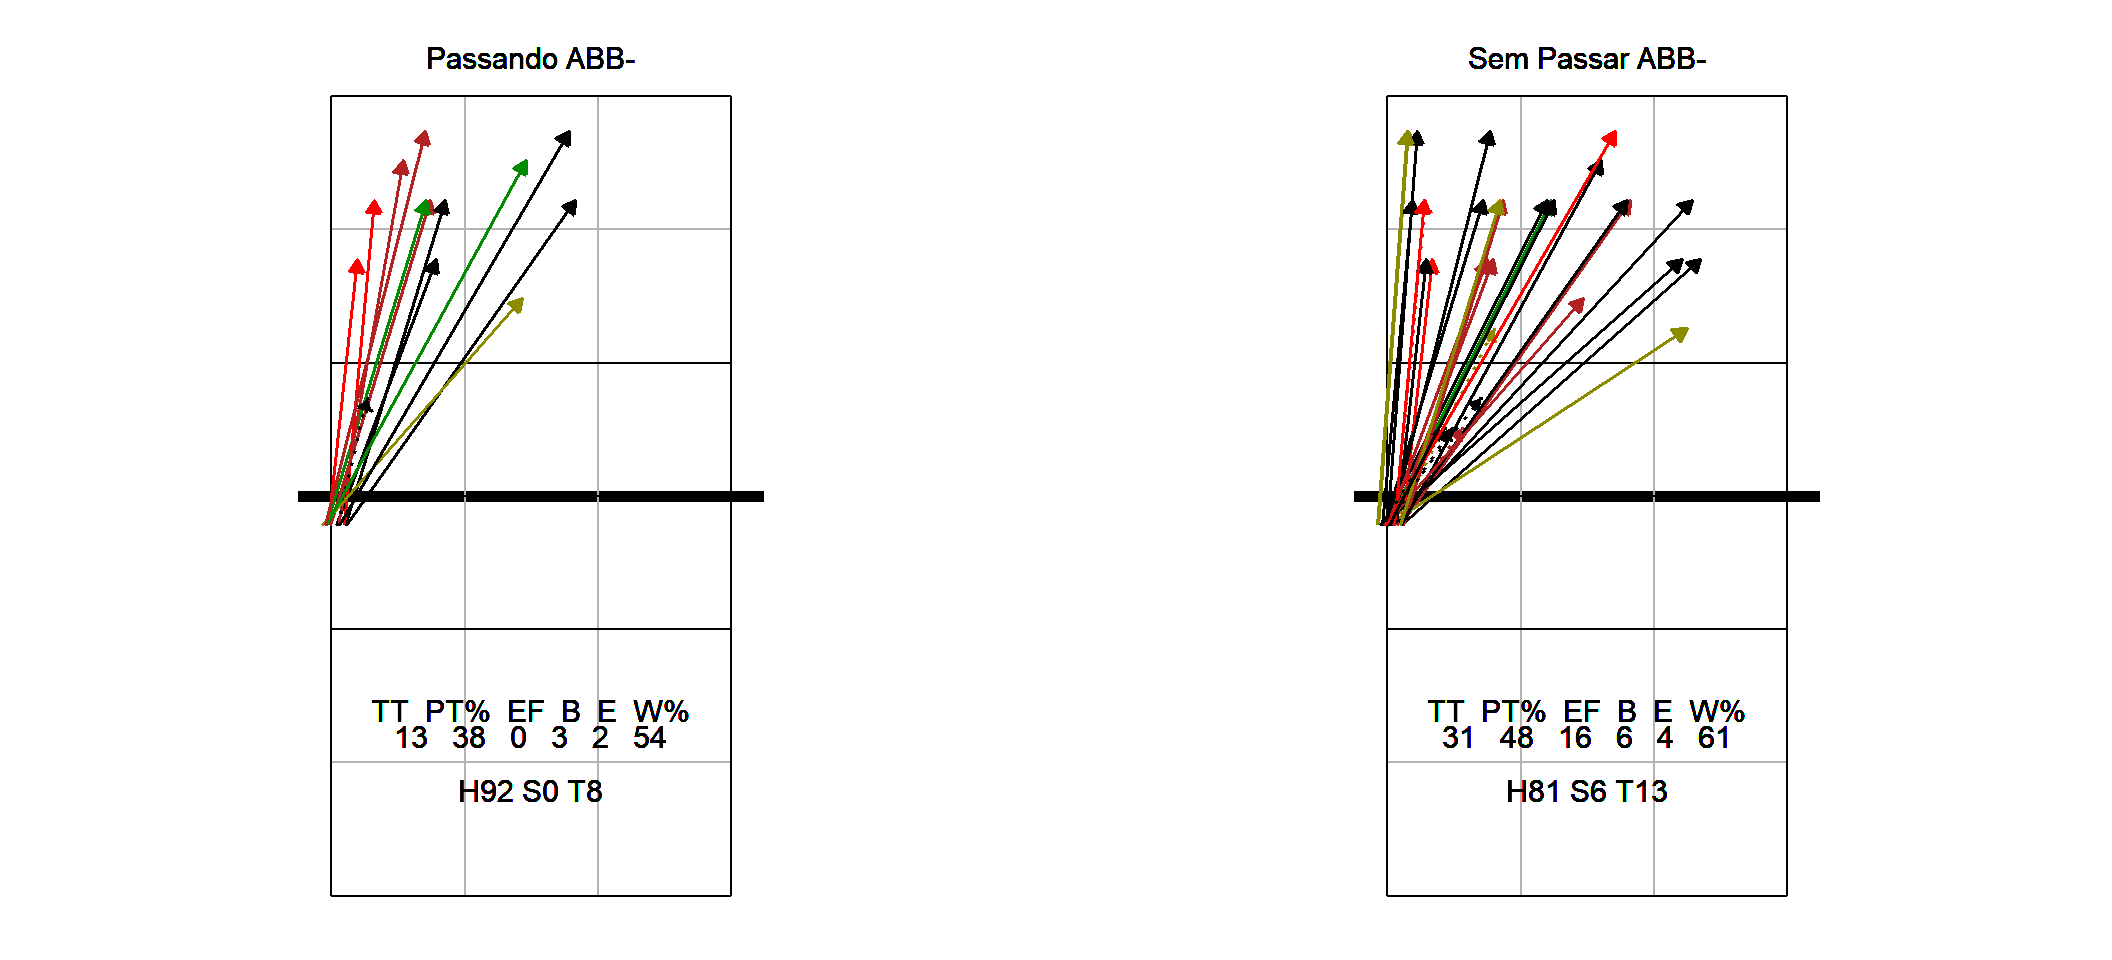 Passando ABB-
TT PT% EF B E W%
13 38 0 3 2 54
H92 S0 T8
Sem Passar ABB-
TT PT% EF B E W%
31 48 16 6 4 61
H81 S6 T13